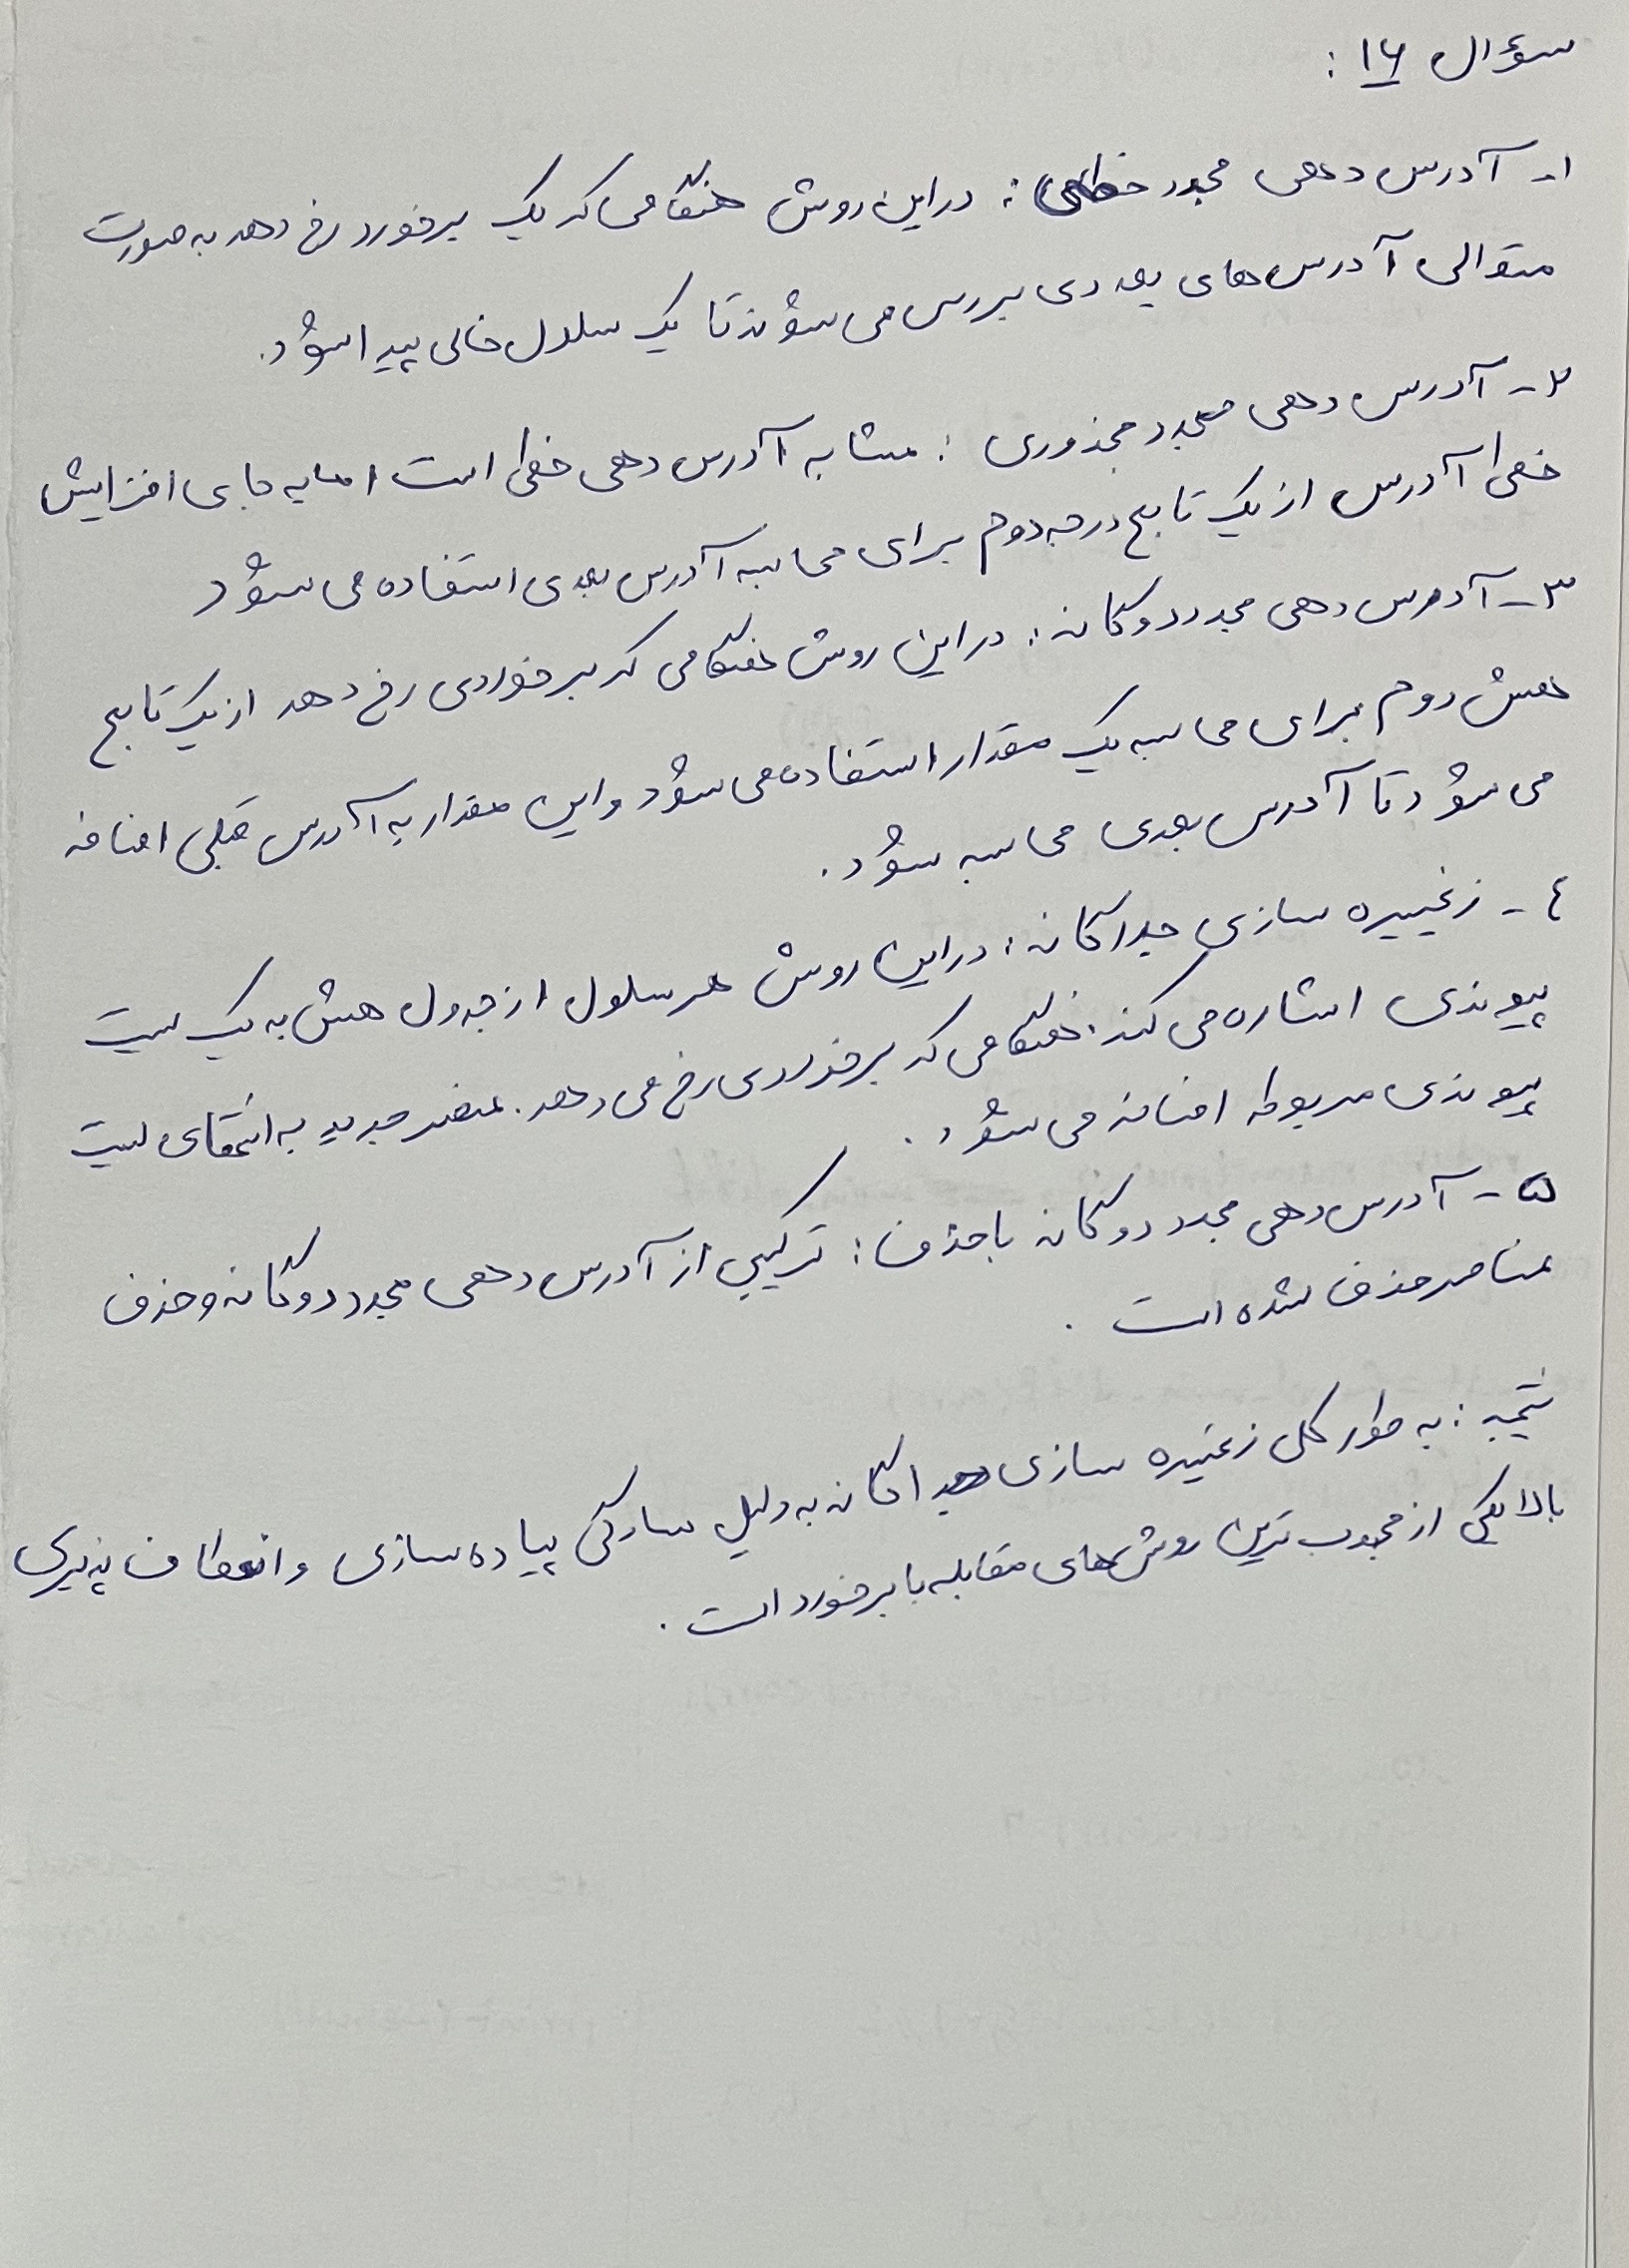 سؤال ۱۶ :
۱- آدرس دهی مجدد خطی : در این روش هنگامی که یک برخورد رخ دهد به صورت
متوالی آدرس های بعدی بررسی می شوند تا یک سلول خالی پیدا شود.
۲- آدرس دهی مجدد مجذوری : مشابه آدرس دهی خطی است اما به جای افزایش
خطی آدرس از یک تابع درجه دوم برای محاسبه آدرس بعدی استفاده می شود
۳- آدرس دهی مجدد دوگانه : در این روش هنگامی که برخوردی رخ دهد از یک تابع
هش دوم برای محاسبه یک مقدار استفاده می شود و این مقدار به آدرس قبلی اضافه
می شود تا آدرس بعدی محاسبه شود.
٤- زنجیره سازی جداگانه : در این روش هر سلول از جدول هش به یک لیست
پیوندی اشاره می کند. هنگامی که برخوردی رخ می دهد. عنصر جدید به انتهای لیست
پیوندی مربوطه اضافه می شود.
۵- آدرس دهی مجدد دوگانه با حذف : ترکیبی از آدرس دهی مجدد دوگانه و حذف
عناصر حذف شده است.
نتیجه : به طور کلی زنجیره سازی جداگانه به دلیل سادگی پیاده سازی و انعطاف پذیری
بالا یکی از محبوب ترین روش های مقابله با برخورد است.